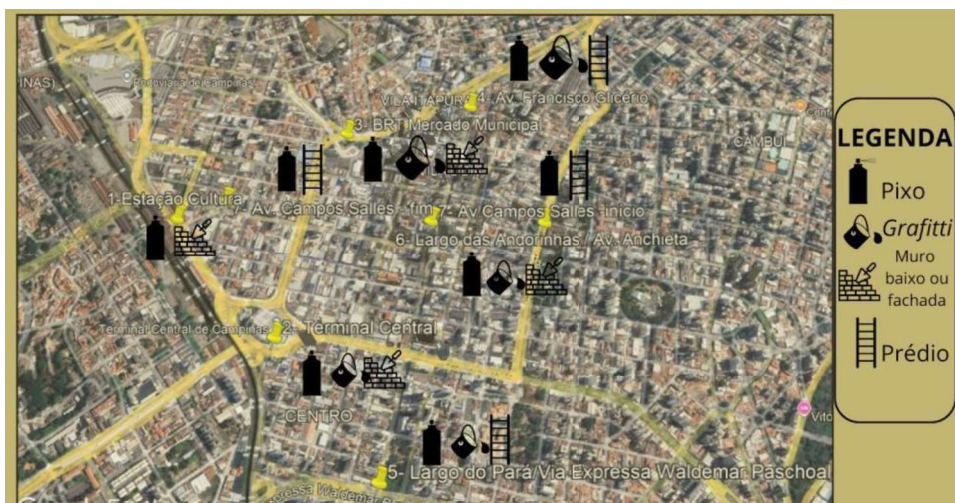 INAS)
Rodoviária de Campinas
VILA ITAPURA
4- Av. Francisco Glicério
3- BRT Mercado Municipal
CAMBUÍ
1-Estação Cultura
7- Av. Campos Salles - fim
7- Av Campos Salles -início
6- Largo das Andorinhas / Av. Anchieta
Terminal Central de Campinas
2- Terminal Central
CENTRO
5- Largo do Pará/Via Expressa Waldemar Paschoal
LEGENDA
Pixo
Grafitti
Muro
baixo ou
fachada
Prédio